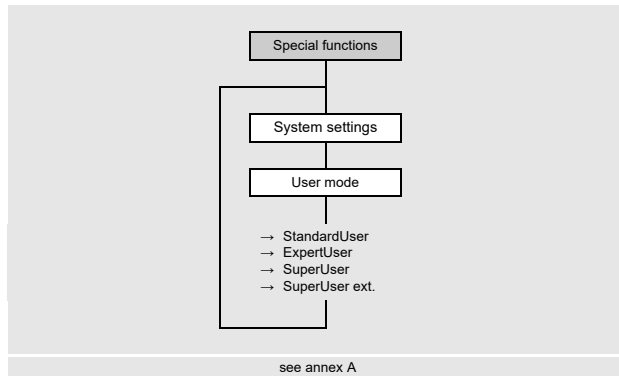 Special functions
System settings
User mode
→ StandardUser
→ ExpertUser
→ SuperUser
→ SuperUser ext.
see annex A